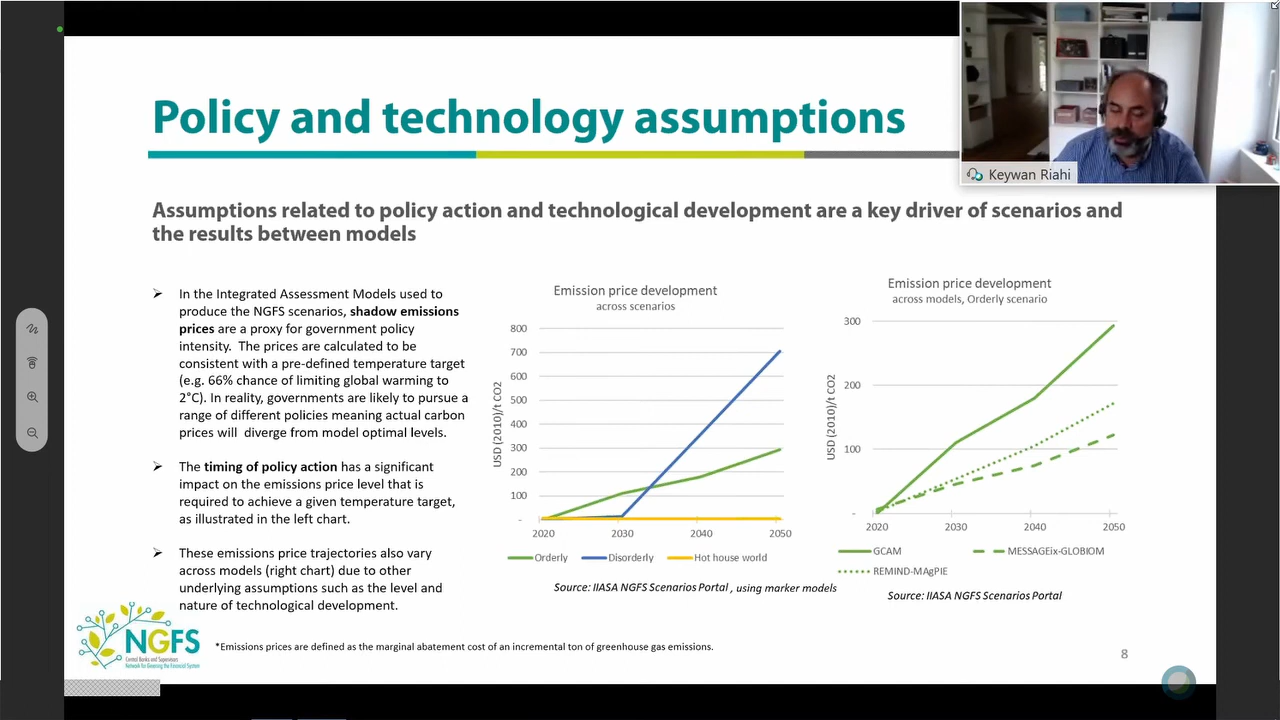 Keywan Riahi
Policy and technology assumptions
Assumptions related to policy action and technological development are a key driver of scenarios and
the results between models
In the Integrated Assessment Models used to
produce the NGFS scenarios, shadow emissions
prices are a proxy for government policy
intensity. The prices are calculated to be
consistent with a pre-defined temperature target
(e.g. 66% chance of limiting global warming to
2°C). In reality, governments are likely to pursue a
range of different policies meaning actual carbon
prices will diverge from model optimal levels.
The timing of policy action has a significant
impact on the emissions price level that is
required to achieve a given temperature target,
as illustrated in the left chart.
These emissions price trajectories also vary
across models (right chart) due to other
underlying assumptions such as the level and
nature of technological development.
Emission price development
across scenarios
USD (2010)/t CO2
800
700
600
500
400
300
200
100
-
2020 2030 2040 2050
Orderly Disorderly Hot house world
Source: IIASA NGFS Scenarios Portal , using marker models
Emission price development
across models, Orderly scenario
USD (2010)/t CO2
300
200
100
-
2020 2030 2040 2050
GCAM MESSAGEix-GLOBIOM
REMIND-MAgPIE
Source: IIASA NGFS Scenarios Portal
NGFS
Central Banks and Supervisors
Network for Greening the Financial System
*Emissions prices are defined as the marginal abatement cost of an incremental ton of greenhouse gas emissions.
8